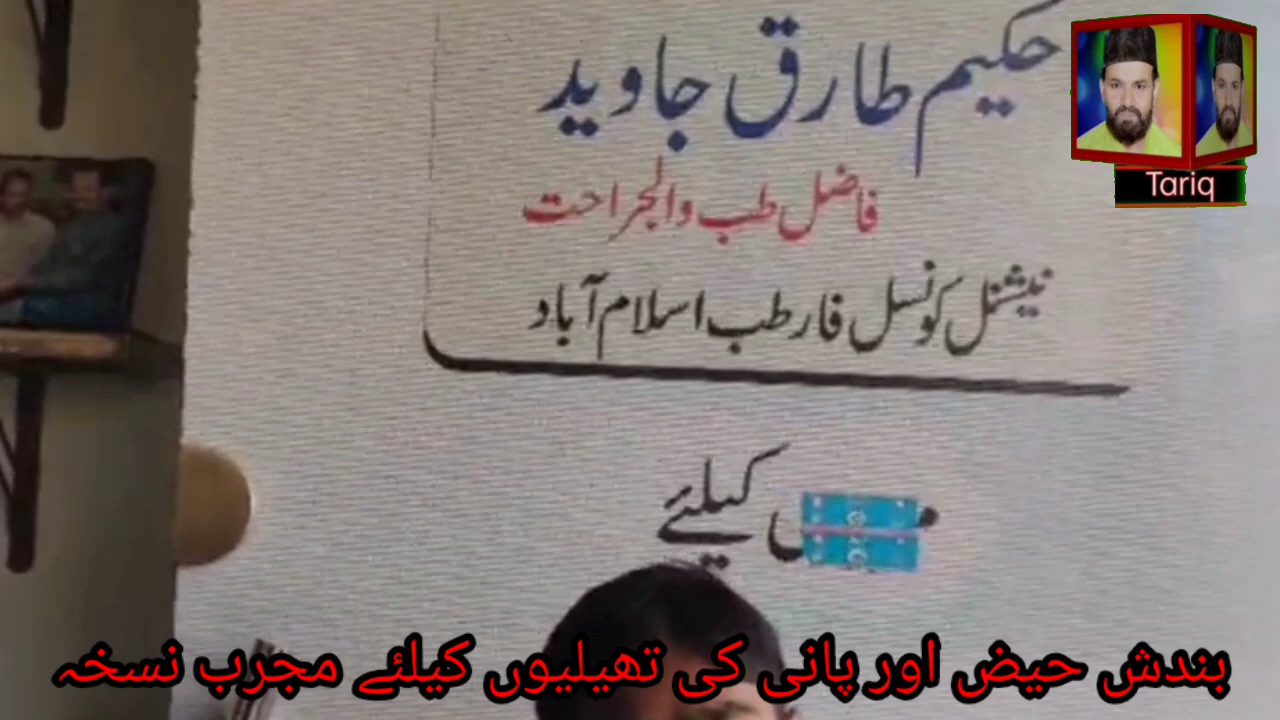 حکیم طارق جاوید
Tariq
فاضل طب والجراحت
نیشنل کونسل فار طب اسلام آباد
کیلئے
بندش حیض اور پانی کی تھیلیوں کیلئے مجرب نسخہ